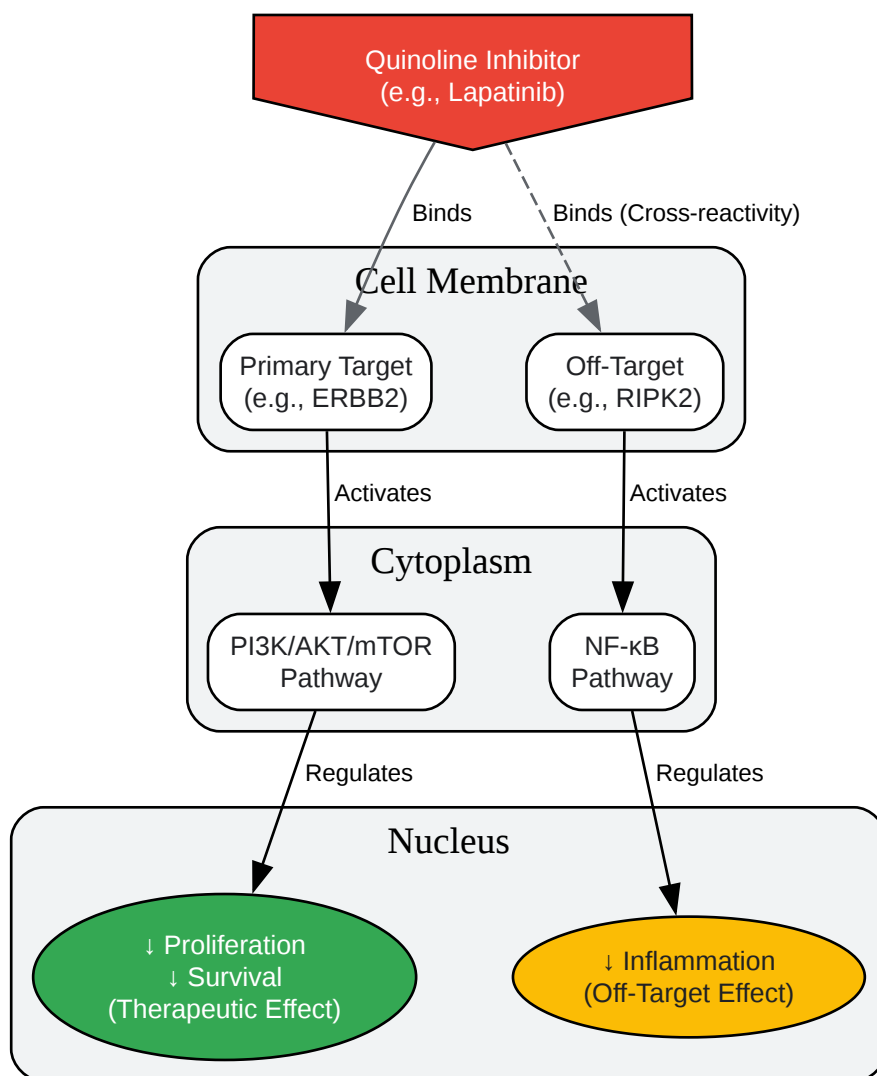 Quinoline Inhibitor
(e.g., Lapatinib)
Binds
Binds (Cross-reactivity)
Cell Membrane
Primary Target
(e.g., ERBB2)
Off-Target
(e.g., RIPK2)
Activates
Activates
Cytoplasm
PI3K/AKT/mTOR
Pathway
NF-κB
Pathway
Regulates
Regulates
Nucleus
↓ Proliferation
↓ Survival
(Therapeutic Effect)
↓ Inflammation
(Off-Target Effect)